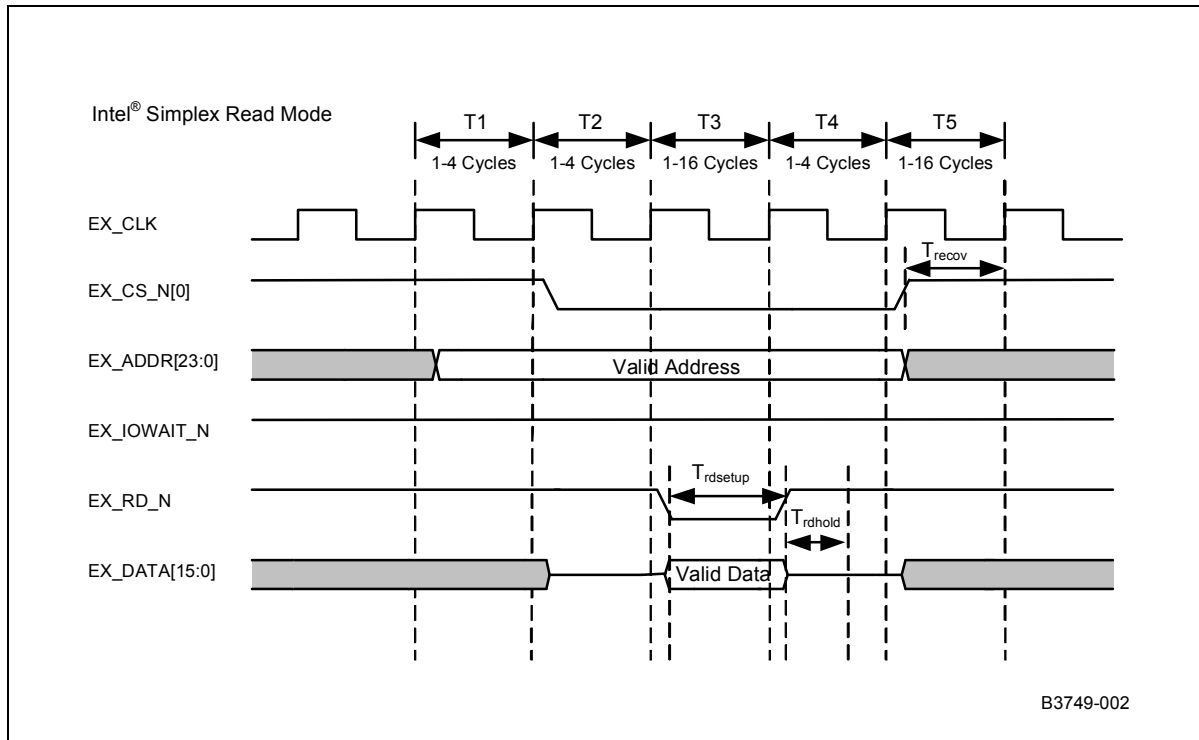 Intel® Simplex Read Mode
T1 T2 T3 T4 T5
1-4 Cycles 1-4 Cycles 1-16 Cycles 1-4 Cycles 1-16 Cycles
EX_CLK
Trecov
EX_CS_N[0]
EX_ADDR[23:0] Valid Address
EX_IOWAIT_N
Trdsetup
EX_RD_N
Trdhold
EX_DATA[15:0] Valid Data
B3749-002